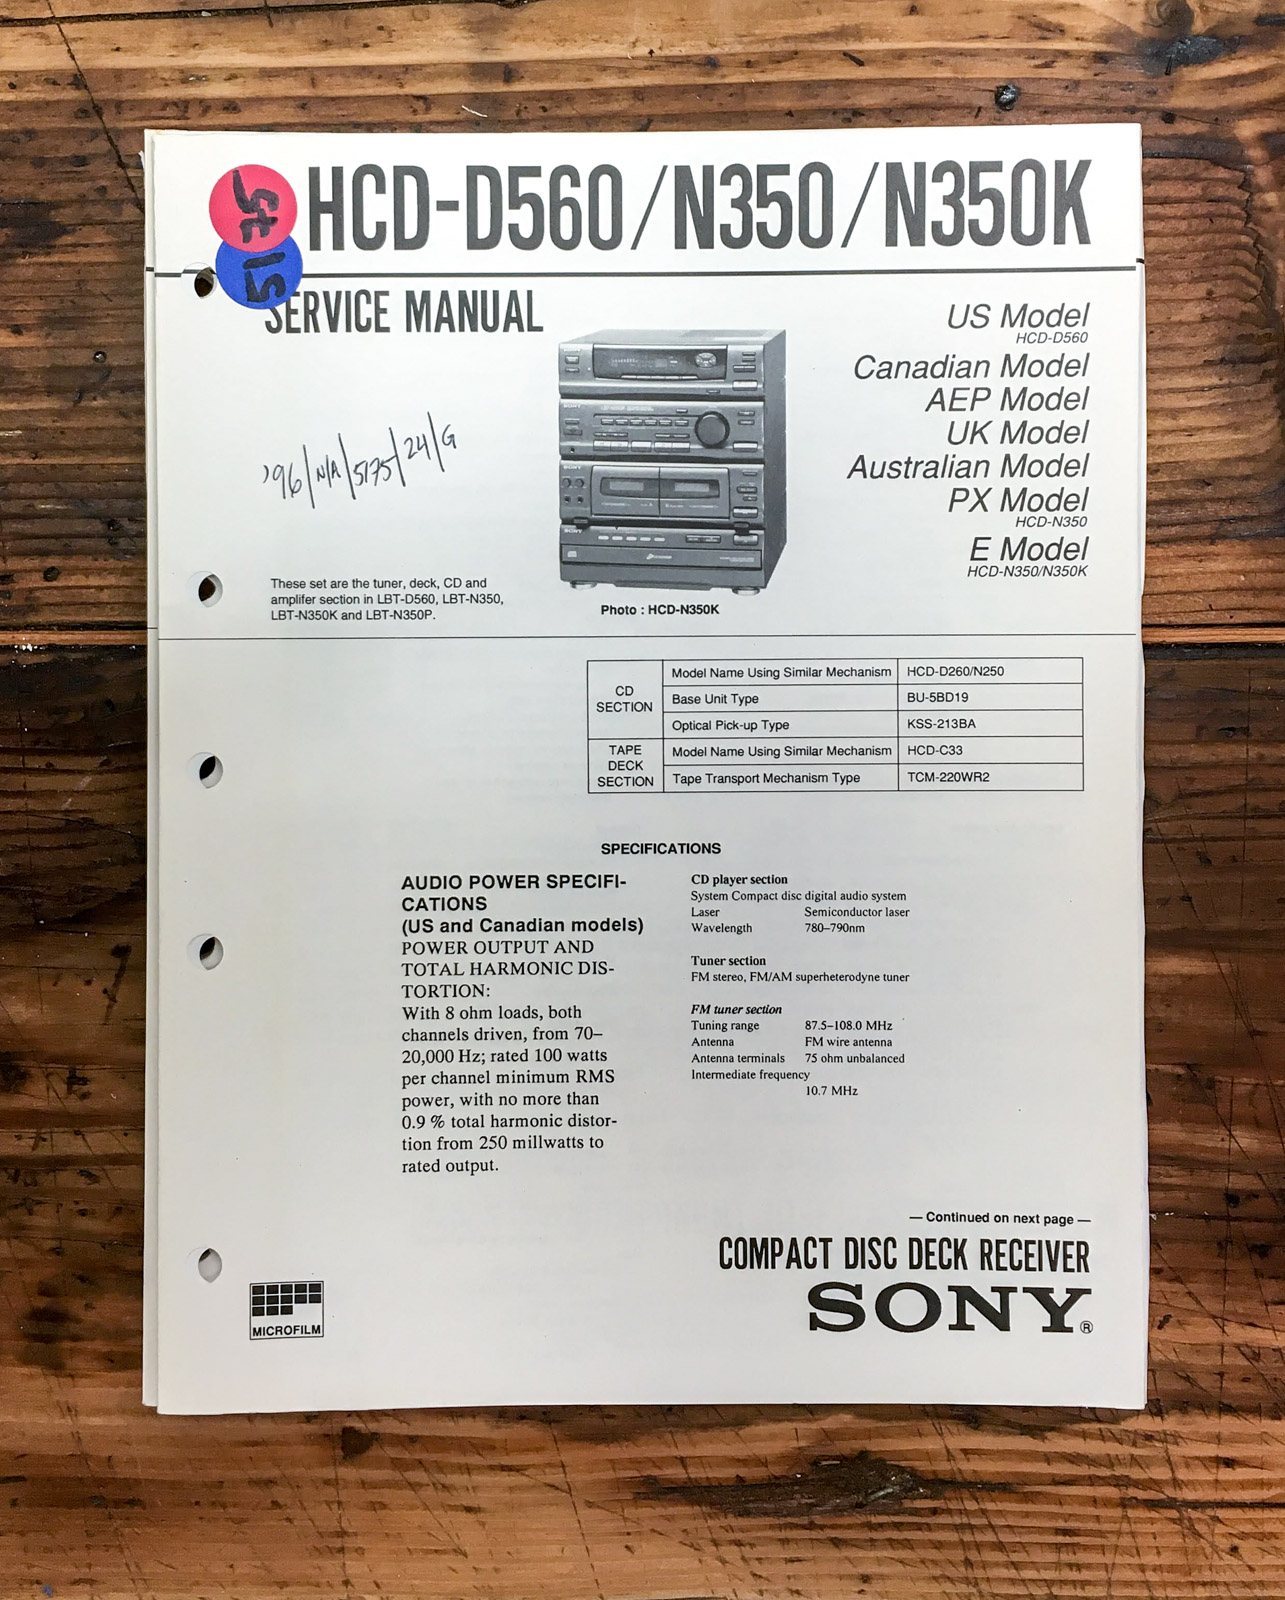 HCD-D560/N350/N350K
SERVICE MANUAL
US Model
HCD-D560
Canadian Model
AEP Model
UK Model
Australian Model
PX Model
HCD-N350
E Model
HCD-N350/N350K
'96/N/A/5175/24/G
SONY
SONY
SONY
These set are the tuner, deck, CD and
amplifer section in LBT-D560, LBT-N350,
LBT-N350K and LBT-N350P.
Photo : HCD-N350K
CD SECTION
Model Name Using Similar Mechanism HCD-D260/N250
Base Unit Type BU-5BD19
Optical Pick-up Type KSS-213BA
TAPE DECK SECTION
Model Name Using Similar Mechanism HCD-C33
Tape Transport Mechanism Type TCM-220WR2
SPECIFICATIONS
AUDIO POWER SPECIFI-
CATIONS
(US and Canadian models)
POWER OUTPUT AND
TOTAL HARMONIC DIS-
TORTION:
With 8 ohm loads, both
channels driven, from 70–
20,000 Hz; rated 100 watts
per channel minimum RMS
power, with no more than
0.9 % total harmonic distor-
tion from 250 millwatts to
rated output.
CD player section
System Compact disc digital audio system
Laser Semiconductor laser
Wavelength 780–790nm
Tuner section
FM stereo, FM/AM superheterodyne tuner
FM tuner section
Tuning range 87.5–108.0 MHz
Antenna FM wire antenna
Antenna terminals 75 ohm unbalanced
Intermediate frequency
10.7 MHz
— Continued on next page —
COMPACT DISC DECK RECEIVER
SONY®
MICROFILM